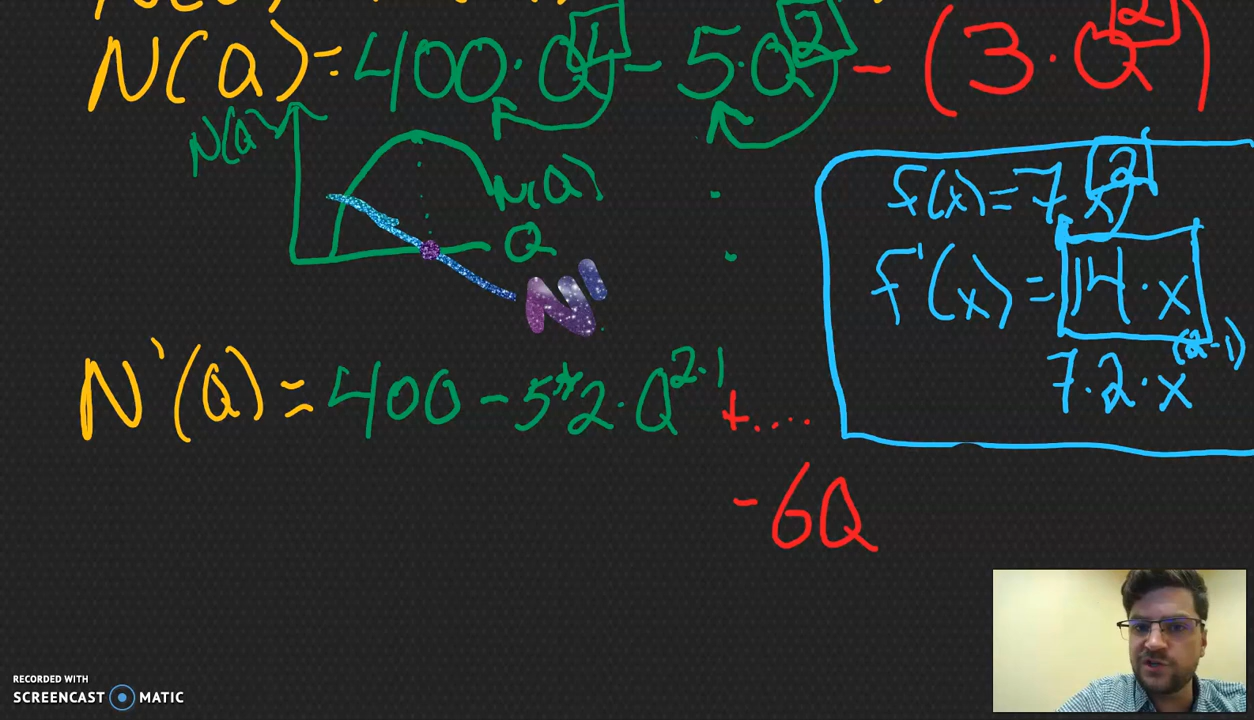 N(Q)=400·Q¹-5·Q²-(3·Q²)
N(Q)
N(Q)
Q
N'
f(x)=7x²
f'(x)=14·x
7·2·x⁽²⁻¹⁾
N'(Q)=400-5*2·Q²⁻¹+....
-6Q
RECORDED WITH
SCREENCAST MATIC